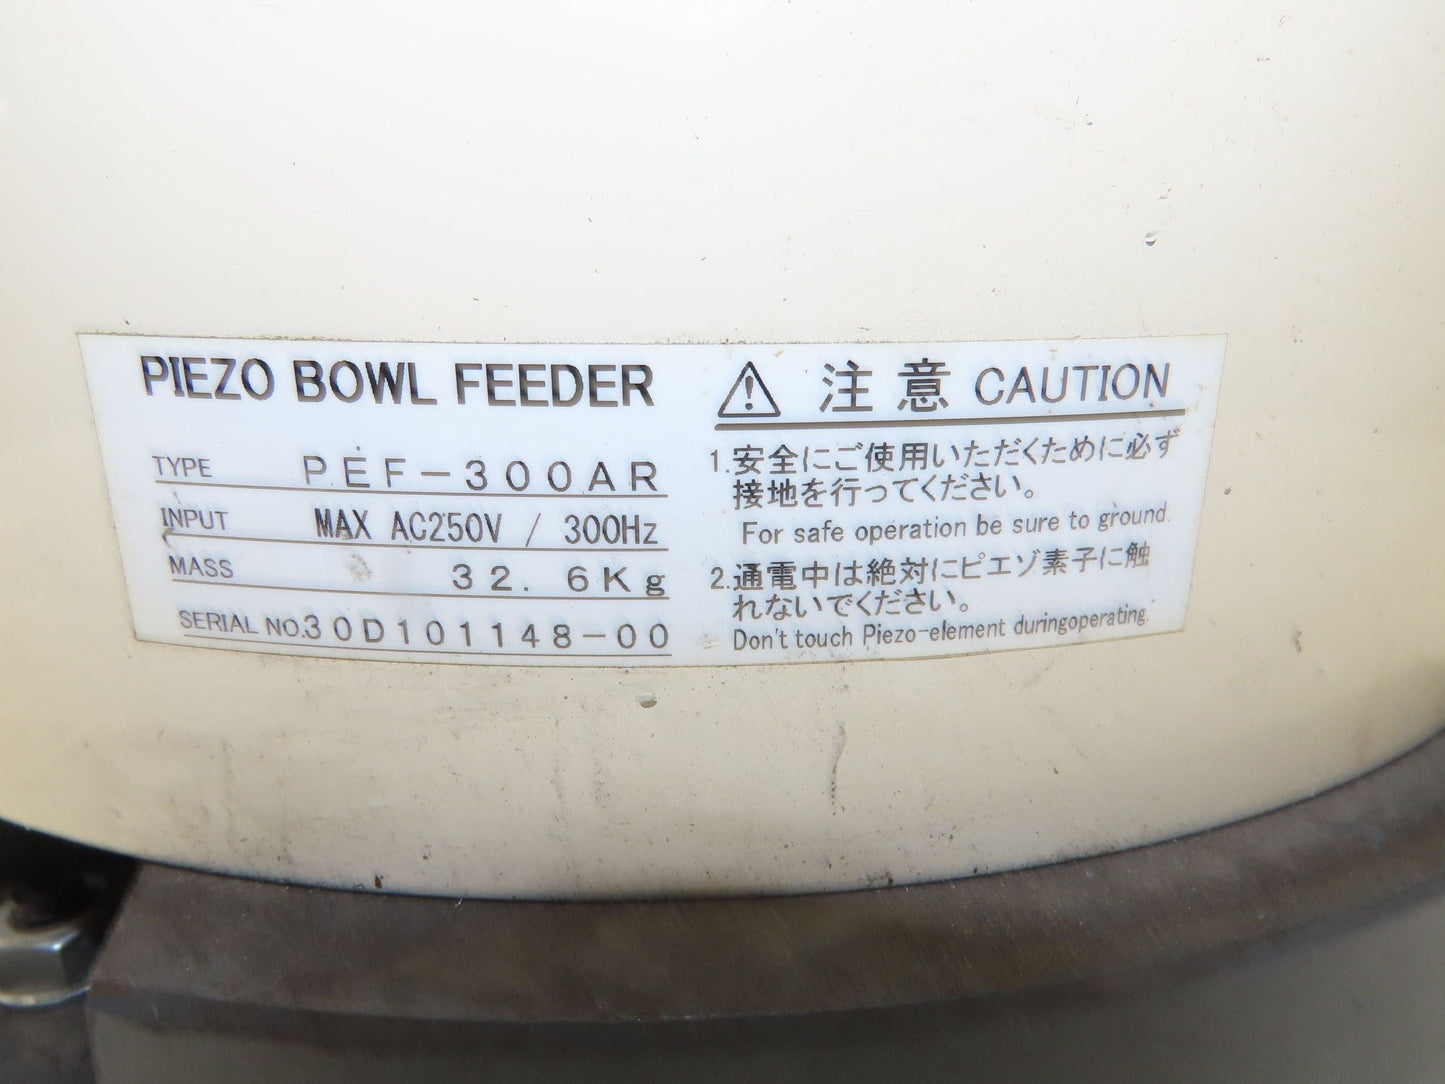 PIEZO BOWL FEEDER
TYPE PEF-300AR
INPUT MAX AC250V / 300Hz
MASS 32.6Kg
SERIAL NO.30D101148-00
注意 CAUTION
1.安全にご使用いただくために必ず
接地を行ってください。
For safe operation be sure to ground.
2.通電中は絶対にピエゾ素子に触
れないでください。
Don't touch Piezo-element duringoperating.